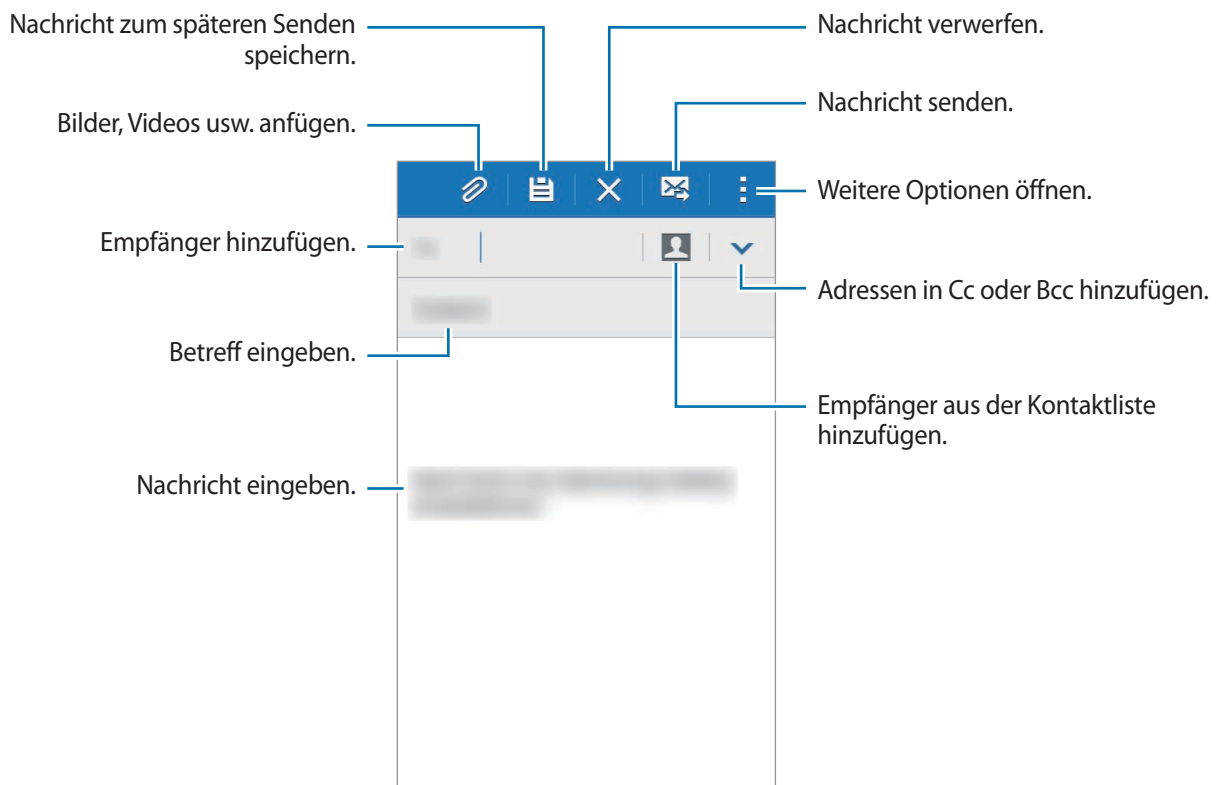 Nachricht zum späteren Senden
speichern.
Bilder, Videos usw. anfügen.
Empfänger hinzufügen.
Betreff eingeben.
Nachricht eingeben.
Nachricht verwerfen.
Nachricht senden.
Weitere Optionen öffnen.
Adressen in Cc oder Bcc hinzufügen.
Empfänger aus der Kontaktliste
hinzufügen.